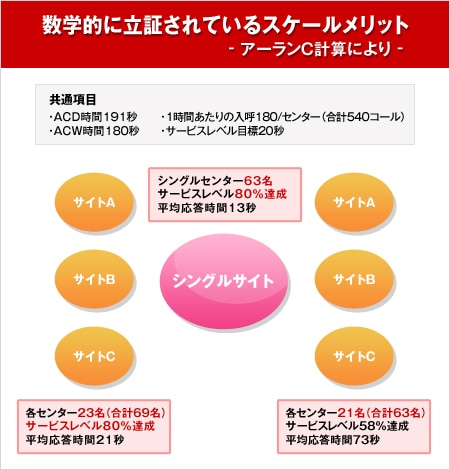 数学的に立証されているスケールメリット
- アーランC計算により -
共通項目
・ACD時間191秒
・1時間あたりの入呼180/センター（合計540コール）
・ACW時間180秒
・サービスレベル目標20秒
シングルセンター63名
サービスレベル80%達成
平均応答時間13秒
サイトA
サイトB
サイトC
シングルサイト
サイトA
サイトB
サイトC
各センター23名（合計69名）
サービスレベル80%達成
平均応答時間21秒
各センター21名（合計63名）
サービスレベル58%達成
平均応答時間73秒